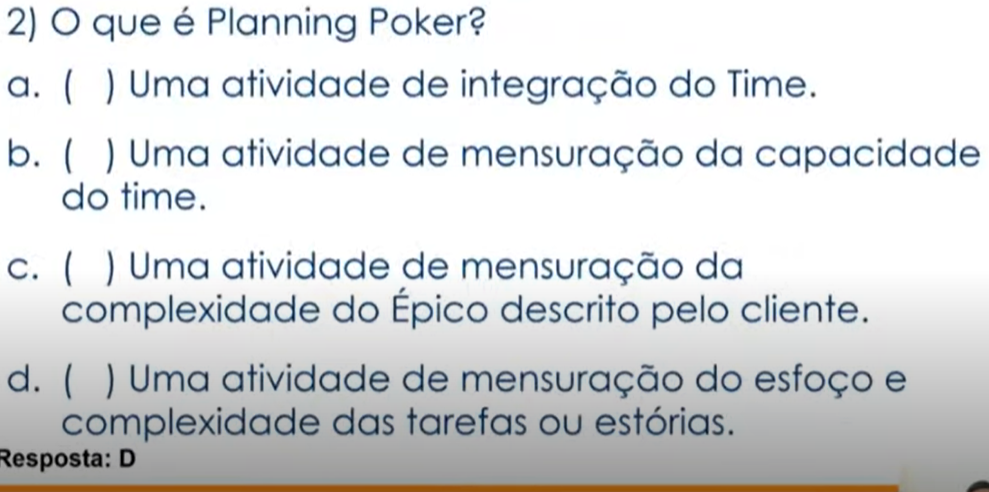 2) O que é Planning Poker?
a. (  ) Uma atividade de integração do Time.
b. (  ) Uma atividade de mensuração da capacidade
do time.
c. (  ) Uma atividade de mensuração da
complexidade do Épico descrito pelo cliente.
d. (  ) Uma atividade de mensuração do esfoço e
complexidade das tarefas ou estórias.
Resposta: D